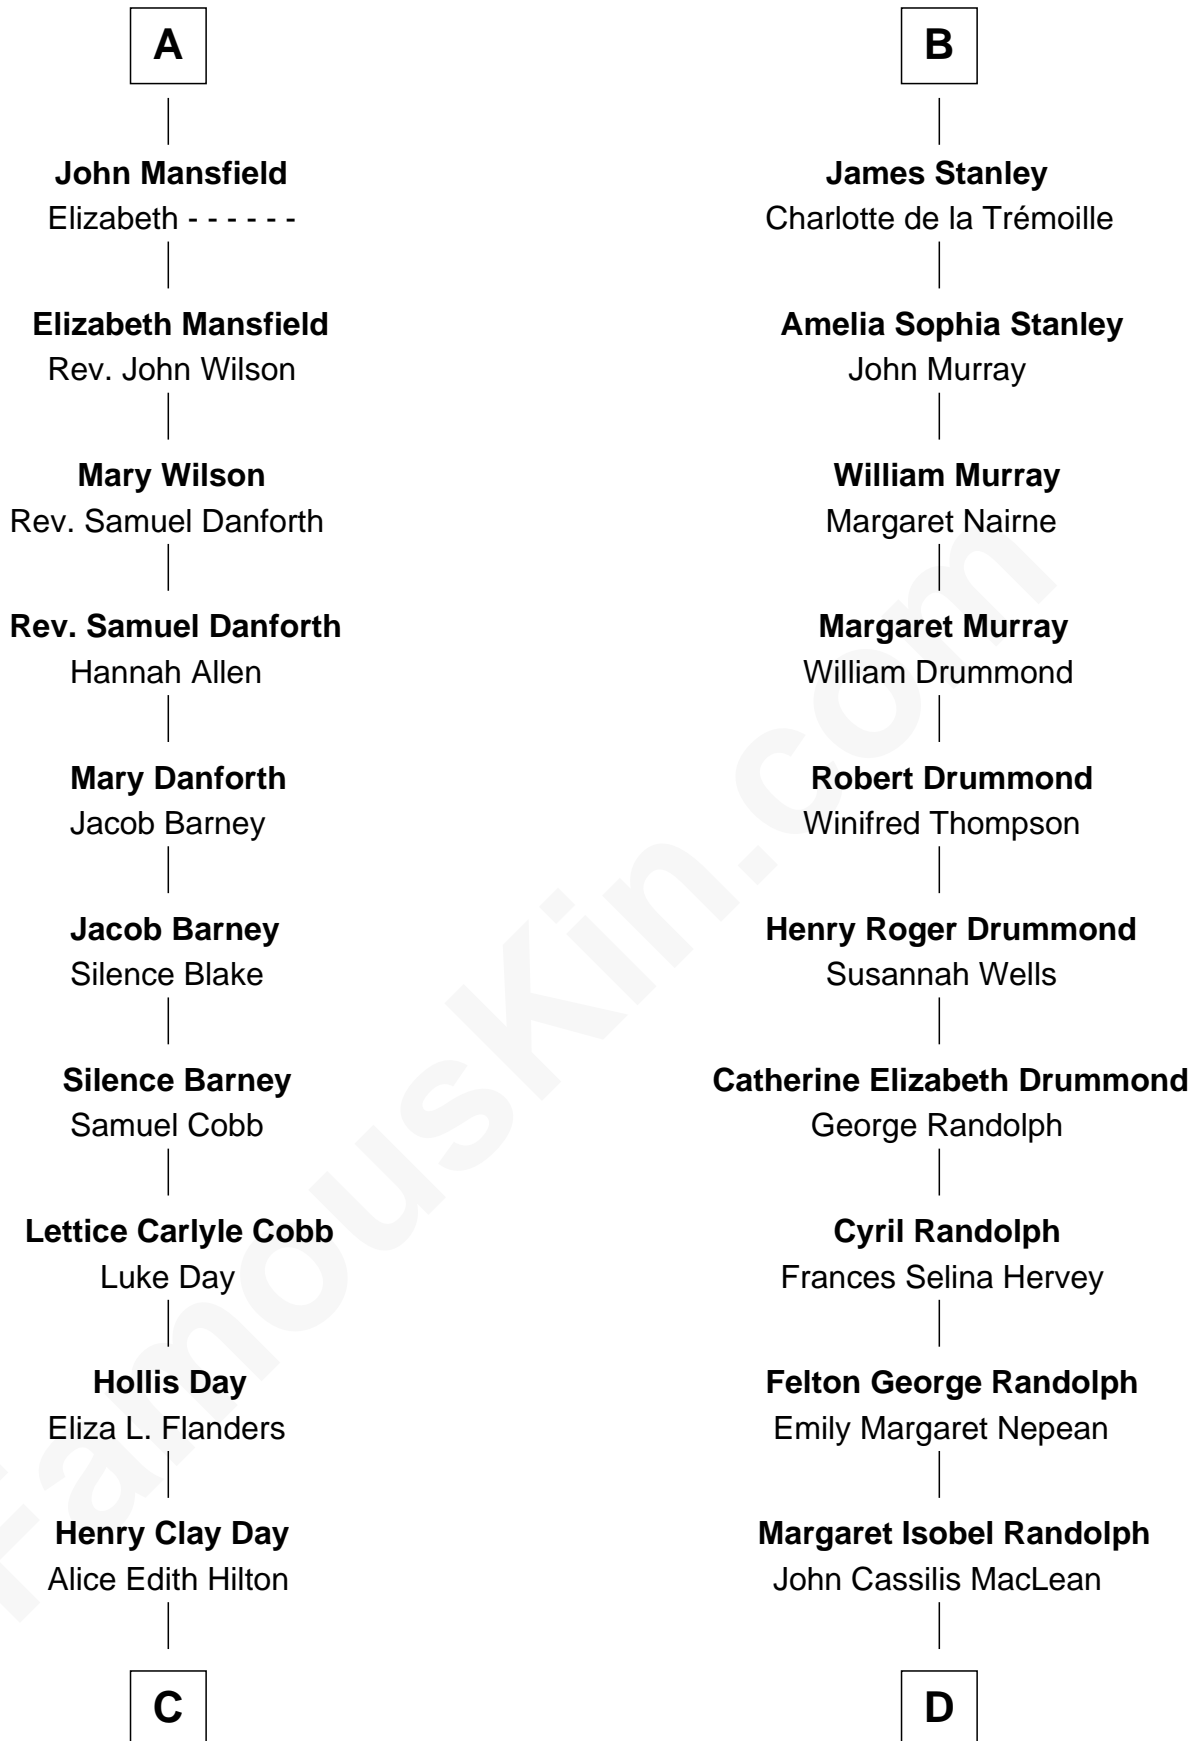 A
John Mansfield
Elizabeth - - - - - -
Elizabeth Mansfield
Rev. John Wilson
Mary Wilson
Rev. Samuel Danforth
Rev. Samuel Danforth
Hannah Allen
Mary Danforth
Jacob Barney
Jacob Barney
Silence Blake
Silence Barney
Samuel Cobb
Lettice Carlyle Cobb
Luke Day
Hollis Day
Eliza L. Flanders
Henry Clay Day
Alice Edith Hilton
C
B
James Stanley
Charlotte de la Trémoille
Amelia Sophia Stanley
John Murray
William Murray
Margaret Nairne
Margaret Murray
William Drummond
Robert Drummond
Winifred Thompson
Henry Roger Drummond
Susannah Wells
Catherine Elizabeth Drummond
George Randolph
Cyril Randolph
Frances Selina Hervey
Felton George Randolph
Emily Margaret Nepean
Margaret Isobel Randolph
John Cassilis MacLean
D
FamousKin.com